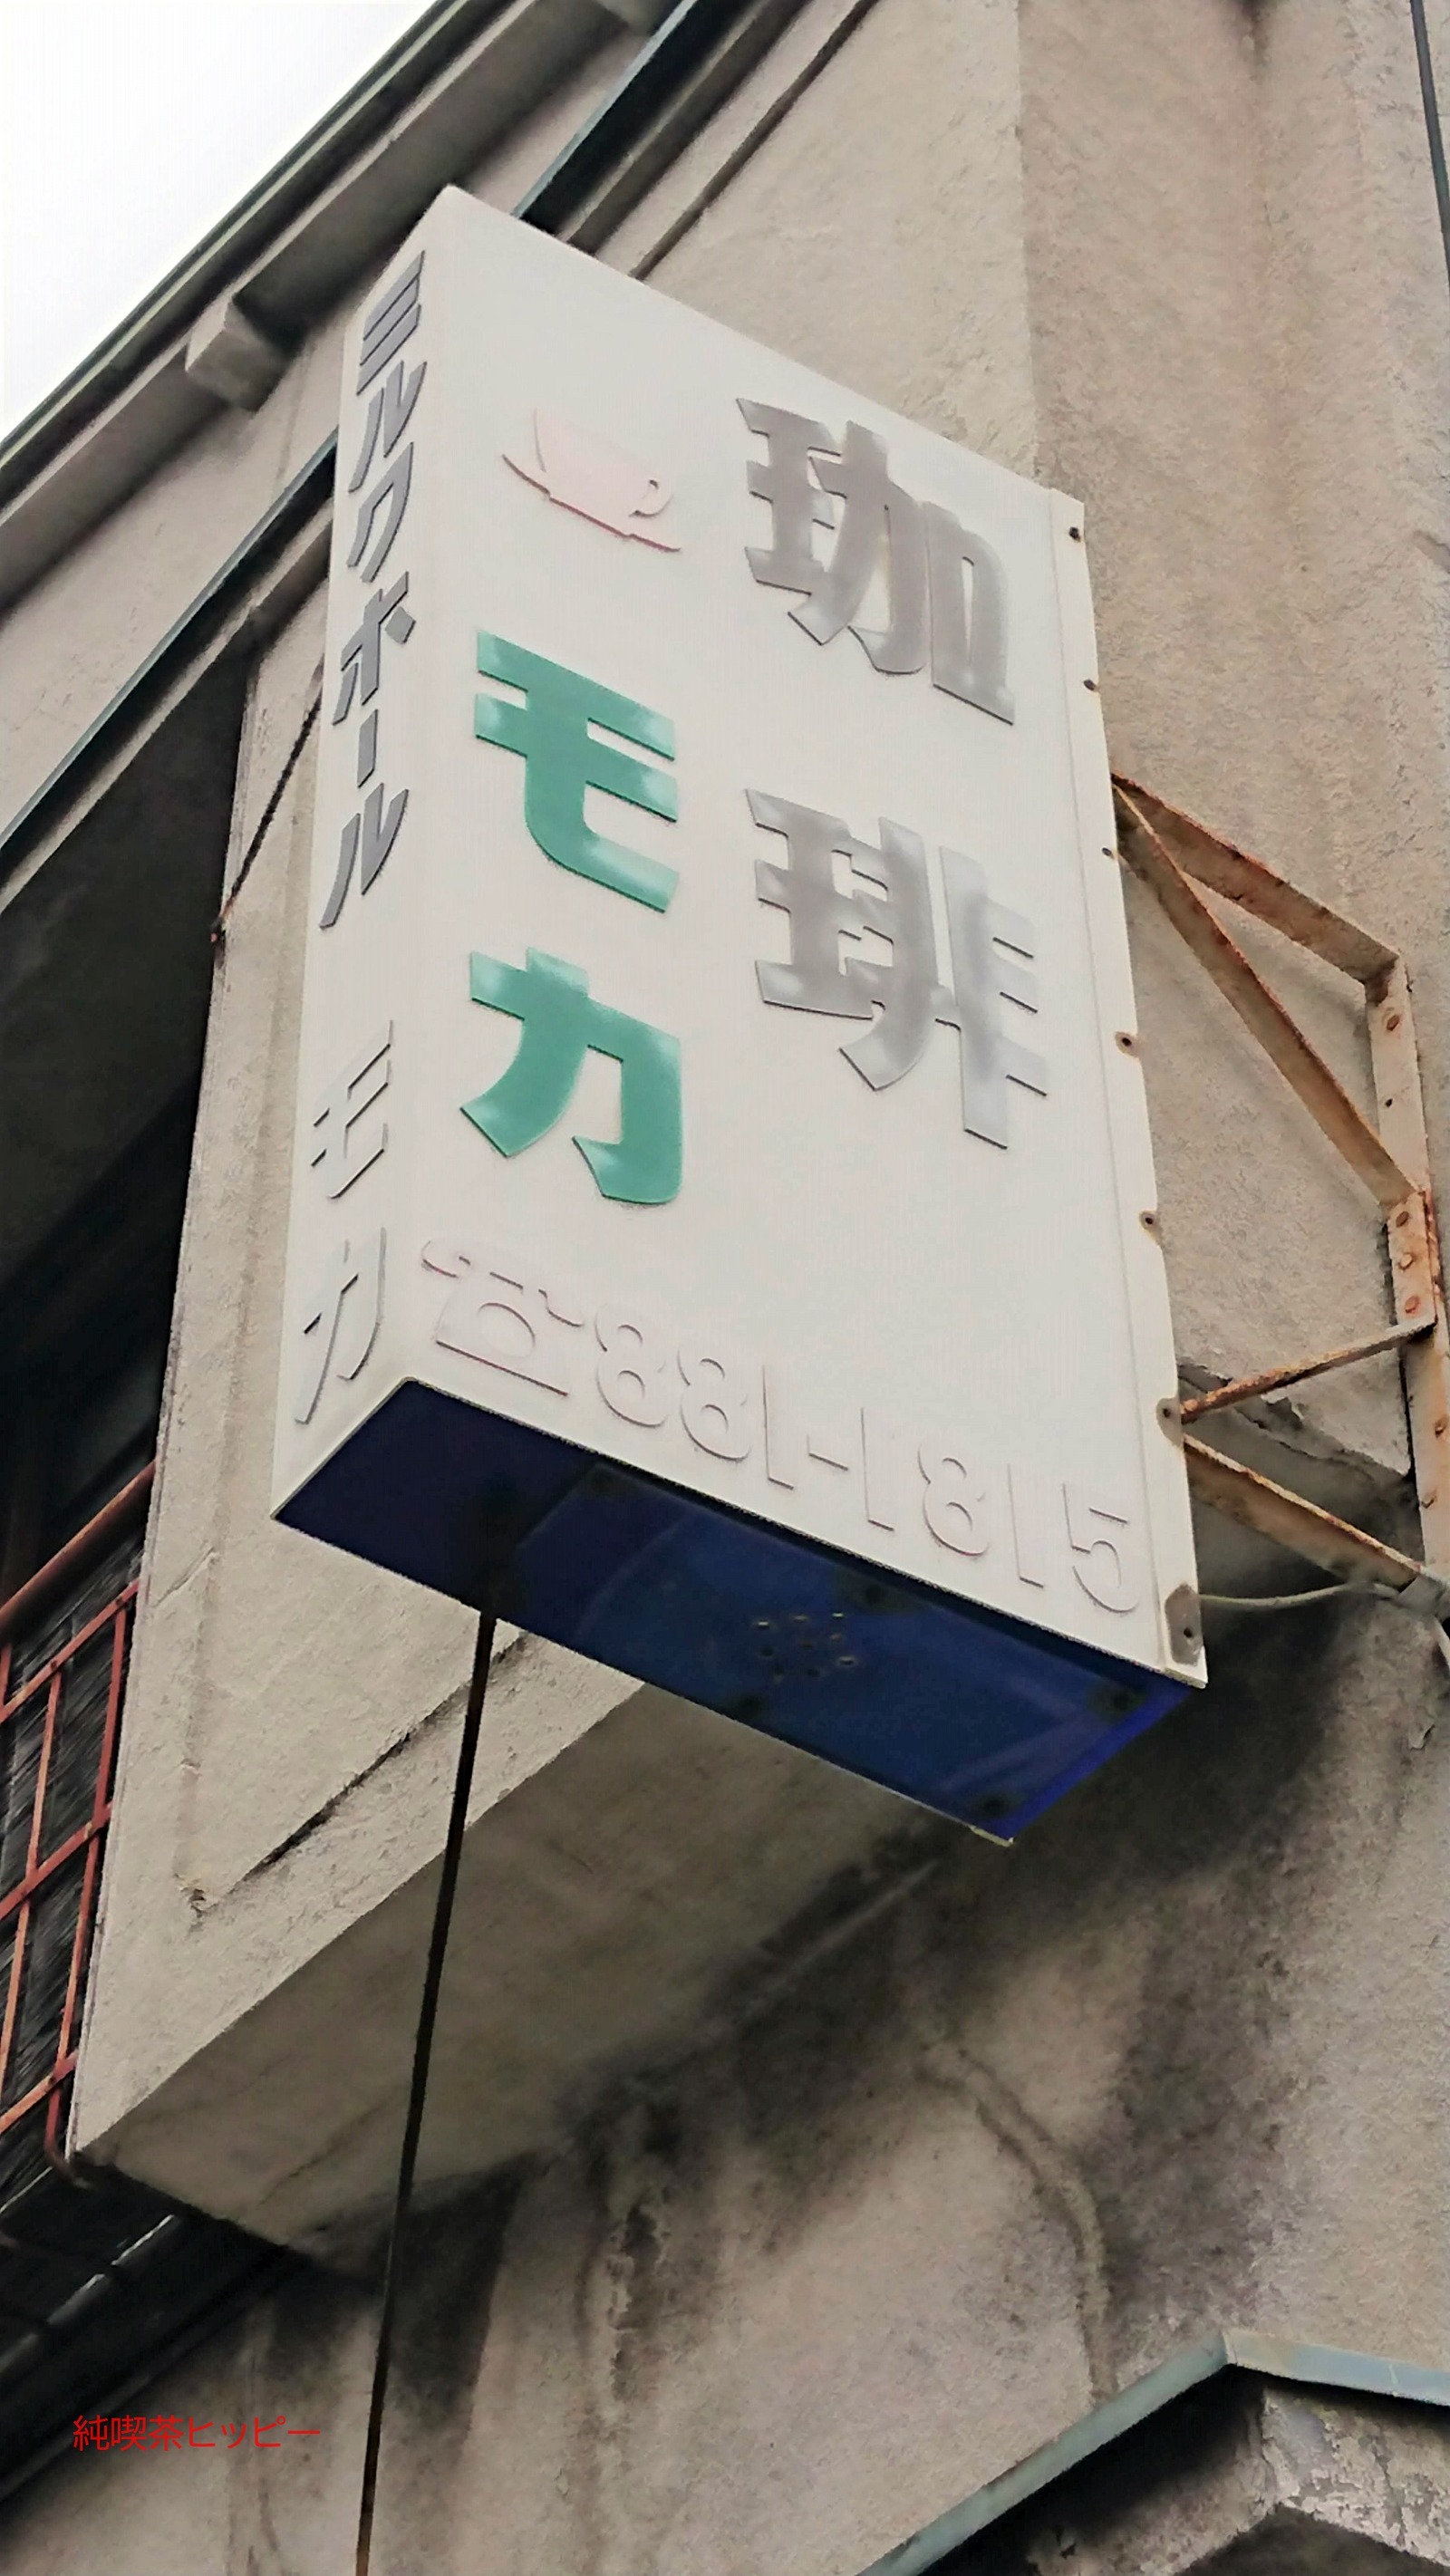 珈琲
モカ
☎881-1815
ミルクホール モカ
純喫茶ヒッピー